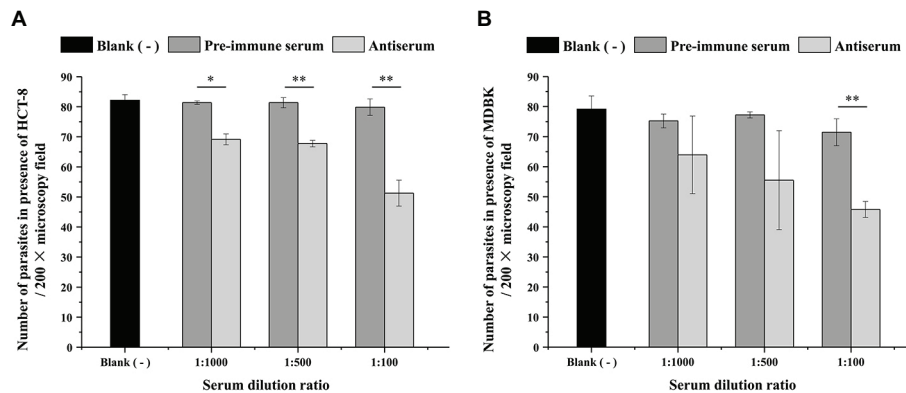 A
Blank ( - ) Pre-immune serum Antiserum
Number of parasites in presence of HCT-8
/ 200 × microscopy field
90
80
70
60
50
40
30
20
10
0
* ** **
Blank ( - ) 1:1000 1:500 1:100
Serum dilution ratio
B
Blank ( - ) Pre-immune serum Antiserum
Number of parasites in presence of MDBK
/ 200 × microscopy field
90
80
70
60
50
40
30
20
10
0
**
Blank ( - ) 1:1000 1:500 1:100
Serum dilution ratio